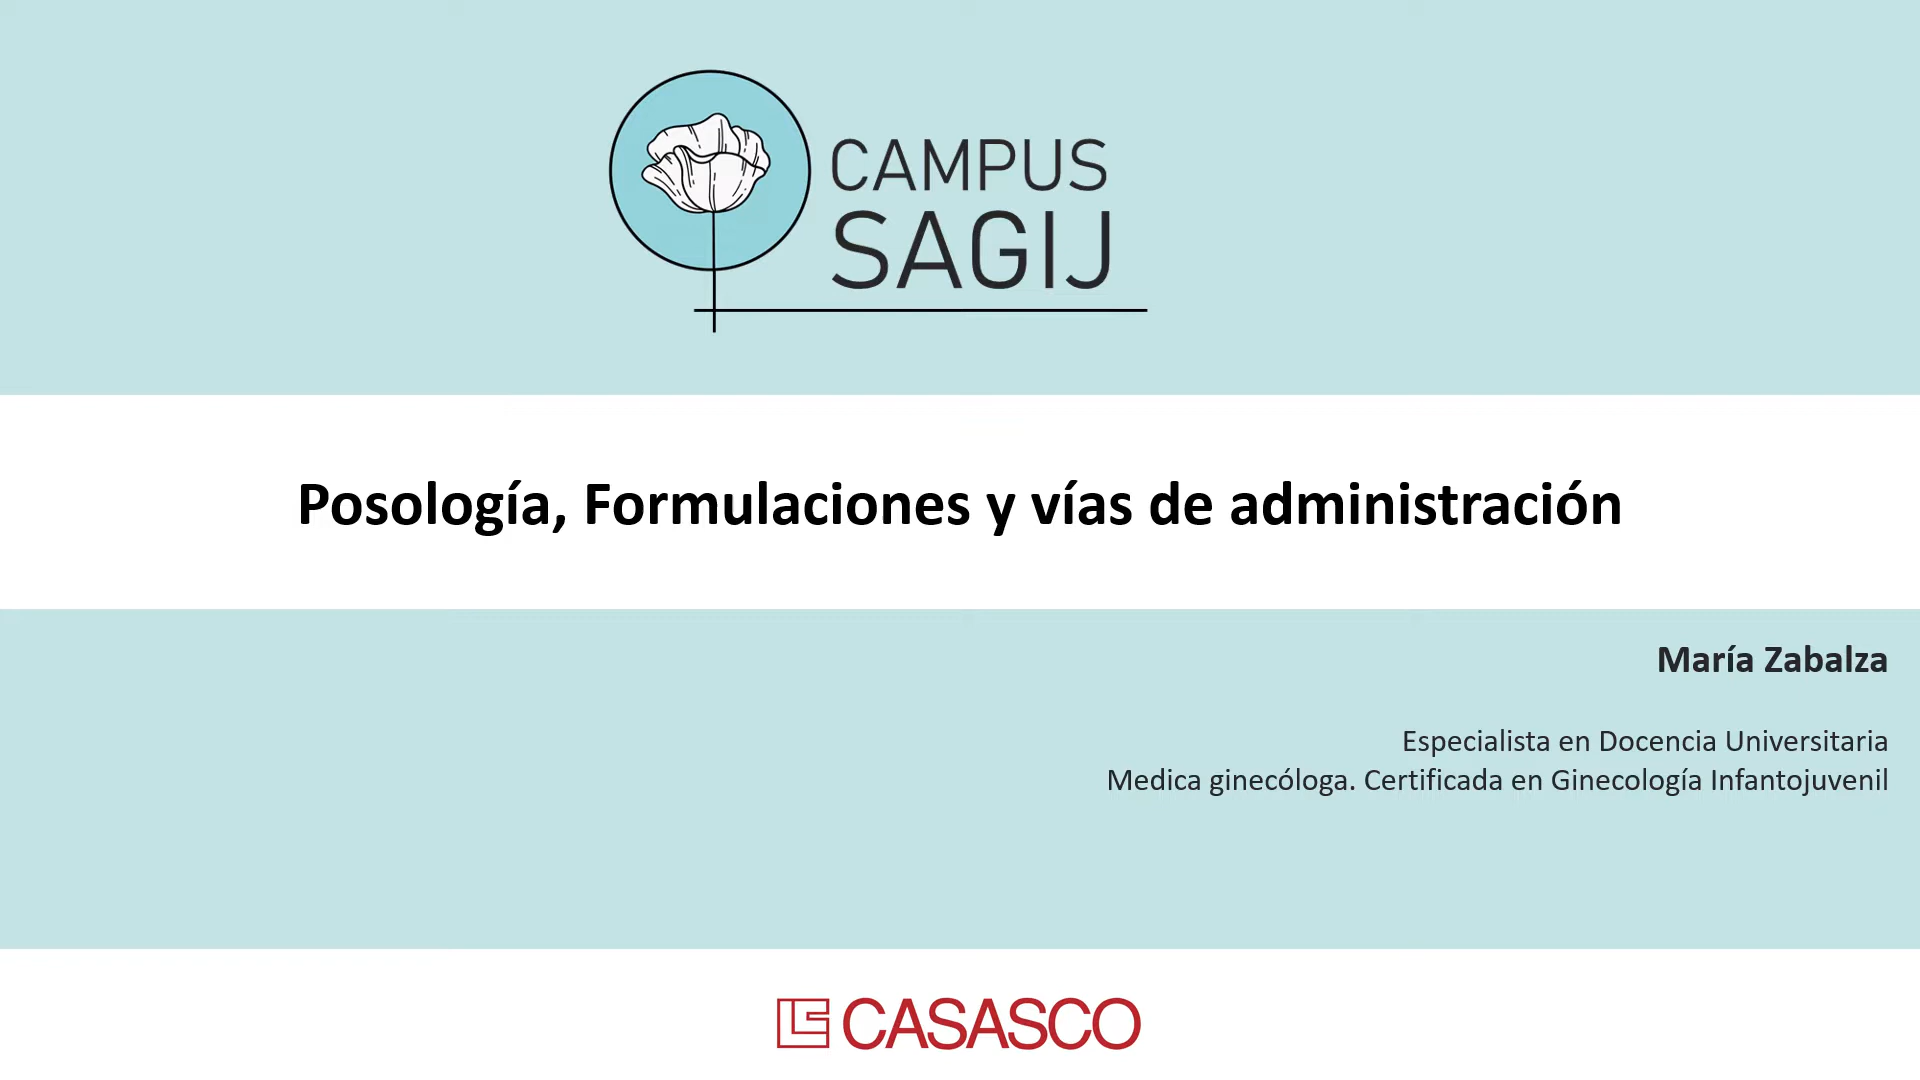 CAMPUS
SAGIJ
Posología, Formulaciones y vías de administración
María Zabalza
Especialista en Docencia Universitaria
Medica ginecóloga. Certificada en Ginecología Infantojuvenil
CASASCO